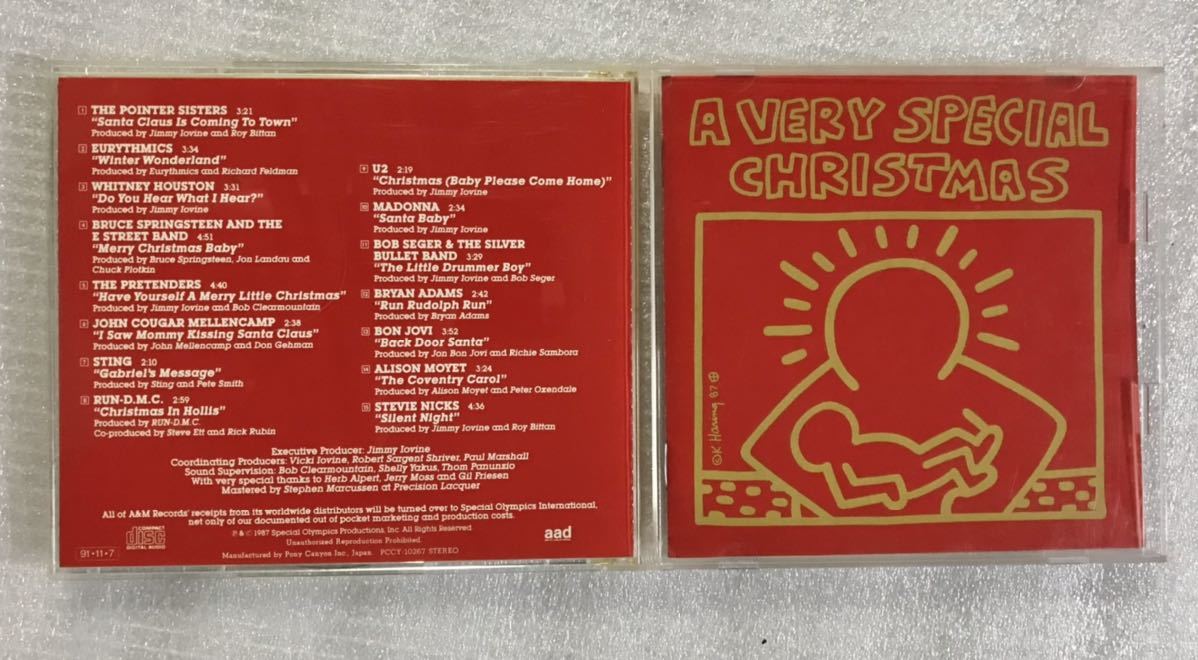 1 THE POINTER SISTERS 3:21
"Santa Claus Is Coming To Town"
Produced by Jimmy Iovine and Roy Bittan
2 EURYTHMICS 3:34
"Winter Wonderland"
Produced by Eurythmics and Richard Feldman
3 WHITNEY HOUSTON 3:31
"Do You Hear What I Hear?"
Produced by Jimmy Iovine
4 BRUCE SPRINGSTEEN AND THE
E STREET BAND 4:51
"Merry Christmas Baby"
Produced by Bruce Springsteen, Jon Landau and
Chuck Plotkin
5 THE PRETENDERS 4:40
"Have Yourself A Merry Little Christmas"
Produced by Jimmy Iovine and Bob Clearmountain
6 JOHN COUGAR MELLENCAMP 2:38
"I Saw Mommy Kissing Santa Claus"
Produced by John Mellencamp and Don Gehman
7 STING 2:10
"Gabriel's Message"
Produced by Sting and Pete Smith
8 RUN-D.M.C. 2:59
"Christmas In Hollis"
Produced by RUN-D.M.C.
Co-produced by Steve Ett and Rick Rubin
9 U2 2:19
"Christmas (Baby Please Come Home)"
Produced by Jimmy Iovine
10 MADONNA 2:34
"Santa Baby"
Produced by Jimmy Iovine
11 BOB SEGER & THE SILVER
BULLET BAND 3:29
"The Little Drummer Boy"
Produced by Jimmy Iovine and Bob Seger
12 BRYAN ADAMS 2:42
"Run Rudolph Run"
Produced by Bryan Adams
13 BON JOVI 3:52
"Back Door Santa"
Produced by Jon Bon Jovi and Richie Sambora
14 ALISON MOYET 3:24
"The Coventry Carol"
Produced by Alison Moyet and Peter Oxendale
15 STEVIE NICKS 4:36
"Silent Night"
Produced by Jimmy Iovine and Roy Bittan
Executive Producer: Jimmy Iovine
Coordinating Producers: Vicki Iovine, Robert Sargent Shriver, Paul Marshall
Sound Supervision: Bob Clearmountain, Shelly Yakus, Thom Panunzio
With very special thanks to Herb Alpert, Jerry Moss and Gil Friesen
Mastered by Stephen Marcussen at Precision Lacquer
All of A&M Records' receipts from its worldwide distributors will be turned over to Special Olympics International,
net only of our documented out of pocket marketing and production costs.
℗ & © 1987 Special Olympics Productions, Inc. All Rights Reserved
Unauthorized Reproduction Prohibited.
Manufactured by Pony Canyon Inc., Japan. PCCY-10267 STEREO
91·11·7
COMPACT
disc
DIGITAL AUDIO
aad
A VERY SPECIAL
CHRISTMAS
© K Haring 87